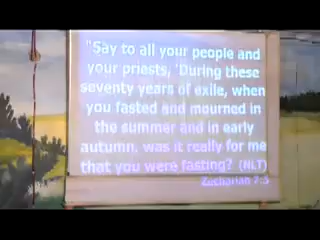 "Say to all your people and
your priests, 'During these
seventy years of exile, when
you fasted and mourned in
the summer and in early
autumn, was it really for me
that you were fasting? (NLT)
Zechariah 7:5